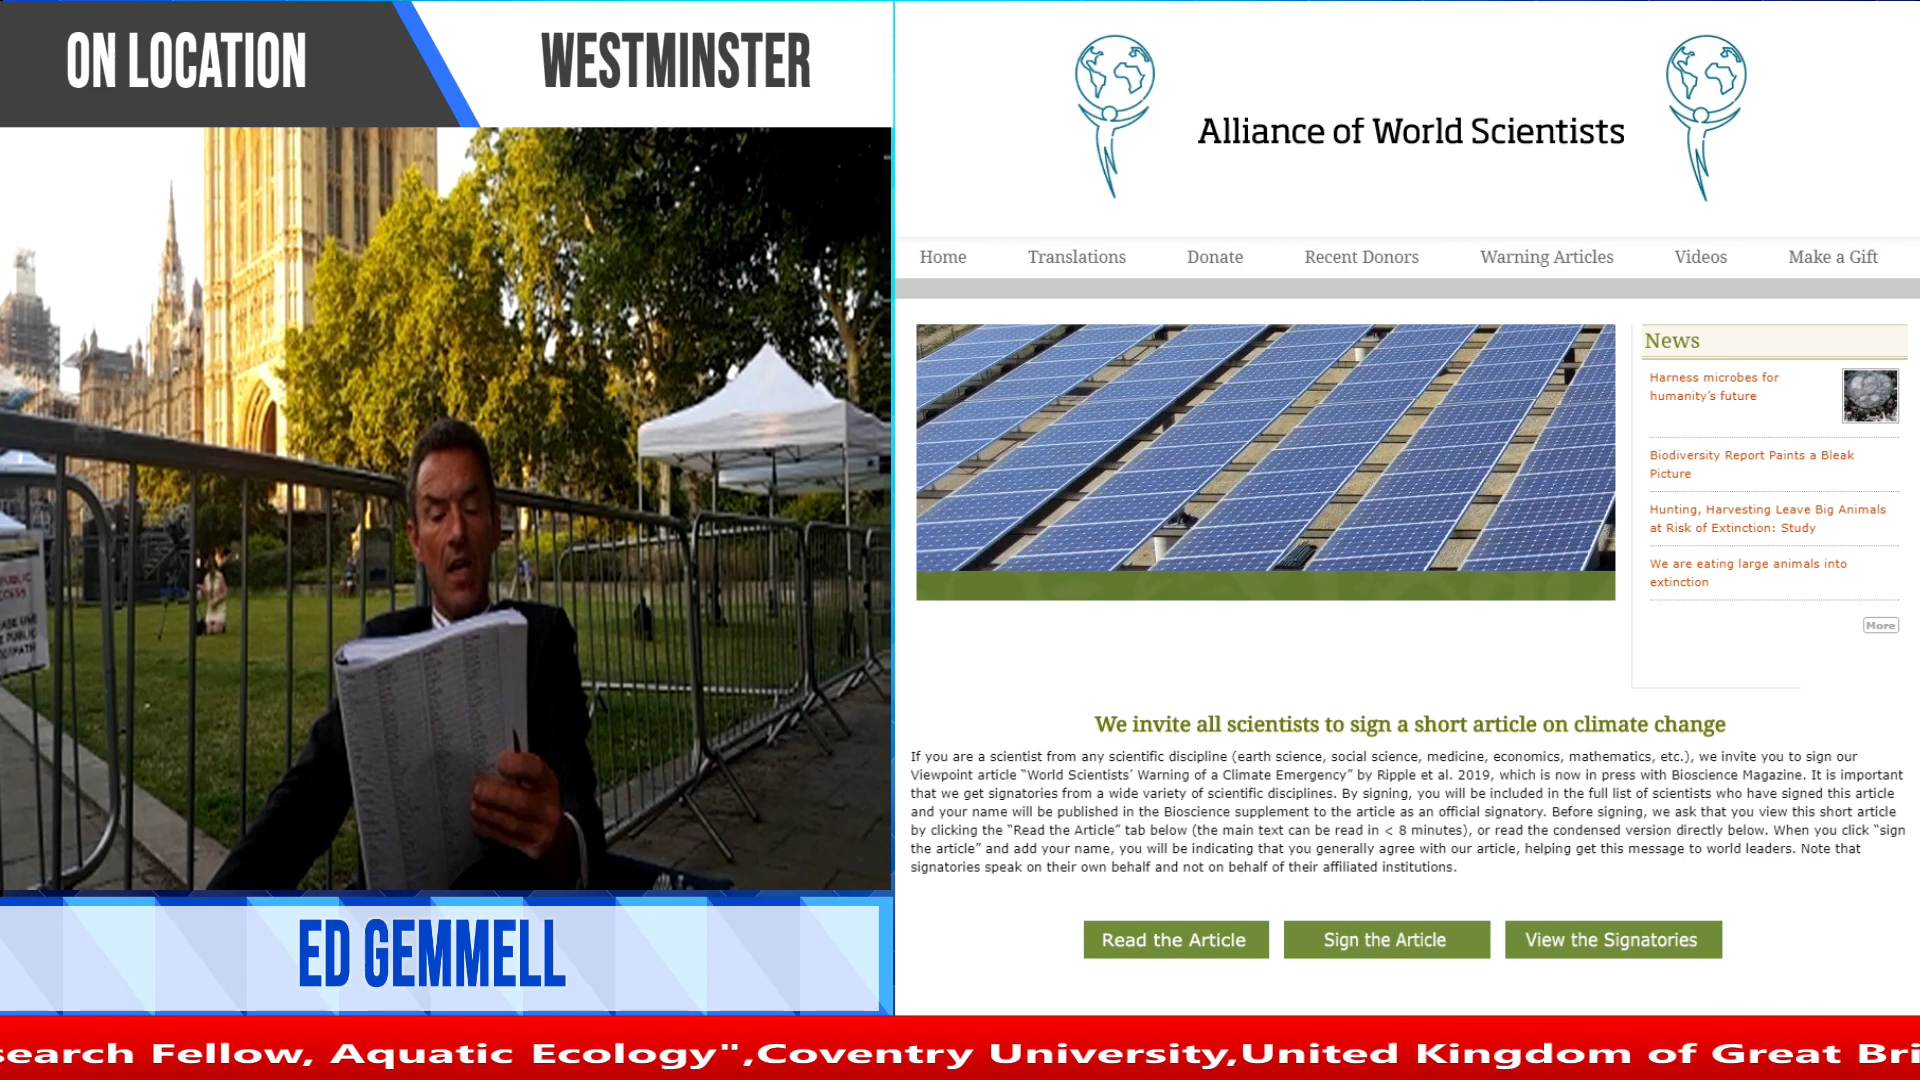 ON LOCATION
WESTMINSTER
ED GEMMELL
Alliance of World Scientists
Home
Translations
Donate
Recent Donors
Warning Articles
Videos
Make a Gift
News
Harness microbes for
humanity's future
Biodiversity Report Paints a Bleak
Picture
Hunting, Harvesting Leave Big Animals
at Risk of Extinction: Study
We are eating large animals into
extinction
More
We invite all scientists to sign a short article on climate change
If you are a scientist from any scientific discipline (earth science, social science, medicine, economics, mathematics, etc.), we invite you to sign our
Viewpoint article “World Scientists’ Warning of a Climate Emergency” by Ripple et al. 2019, which is now in press with Bioscience Magazine. It is important
that we get signatories from a wide variety of scientific disciplines. By signing, you will be included in the full list of scientists who have signed this article
and your name will be published in the Bioscience supplement to the article as an official signatory. Before signing, we ask that you view this short article
by clicking the “Read the Article” tab below (the main text can be read in < 8 minutes), or read the condensed version directly below. When you click “sign
the article” and add your name, you will be indicating that you generally agree with our article, helping get this message to world leaders. Note that
signatories speak on their own behalf and not on behalf of their affiliated institutions.
Read the Article
Sign the Article
View the Signatories
search Fellow, Aquatic Ecology",Coventry University,United Kingdom of Great Bri